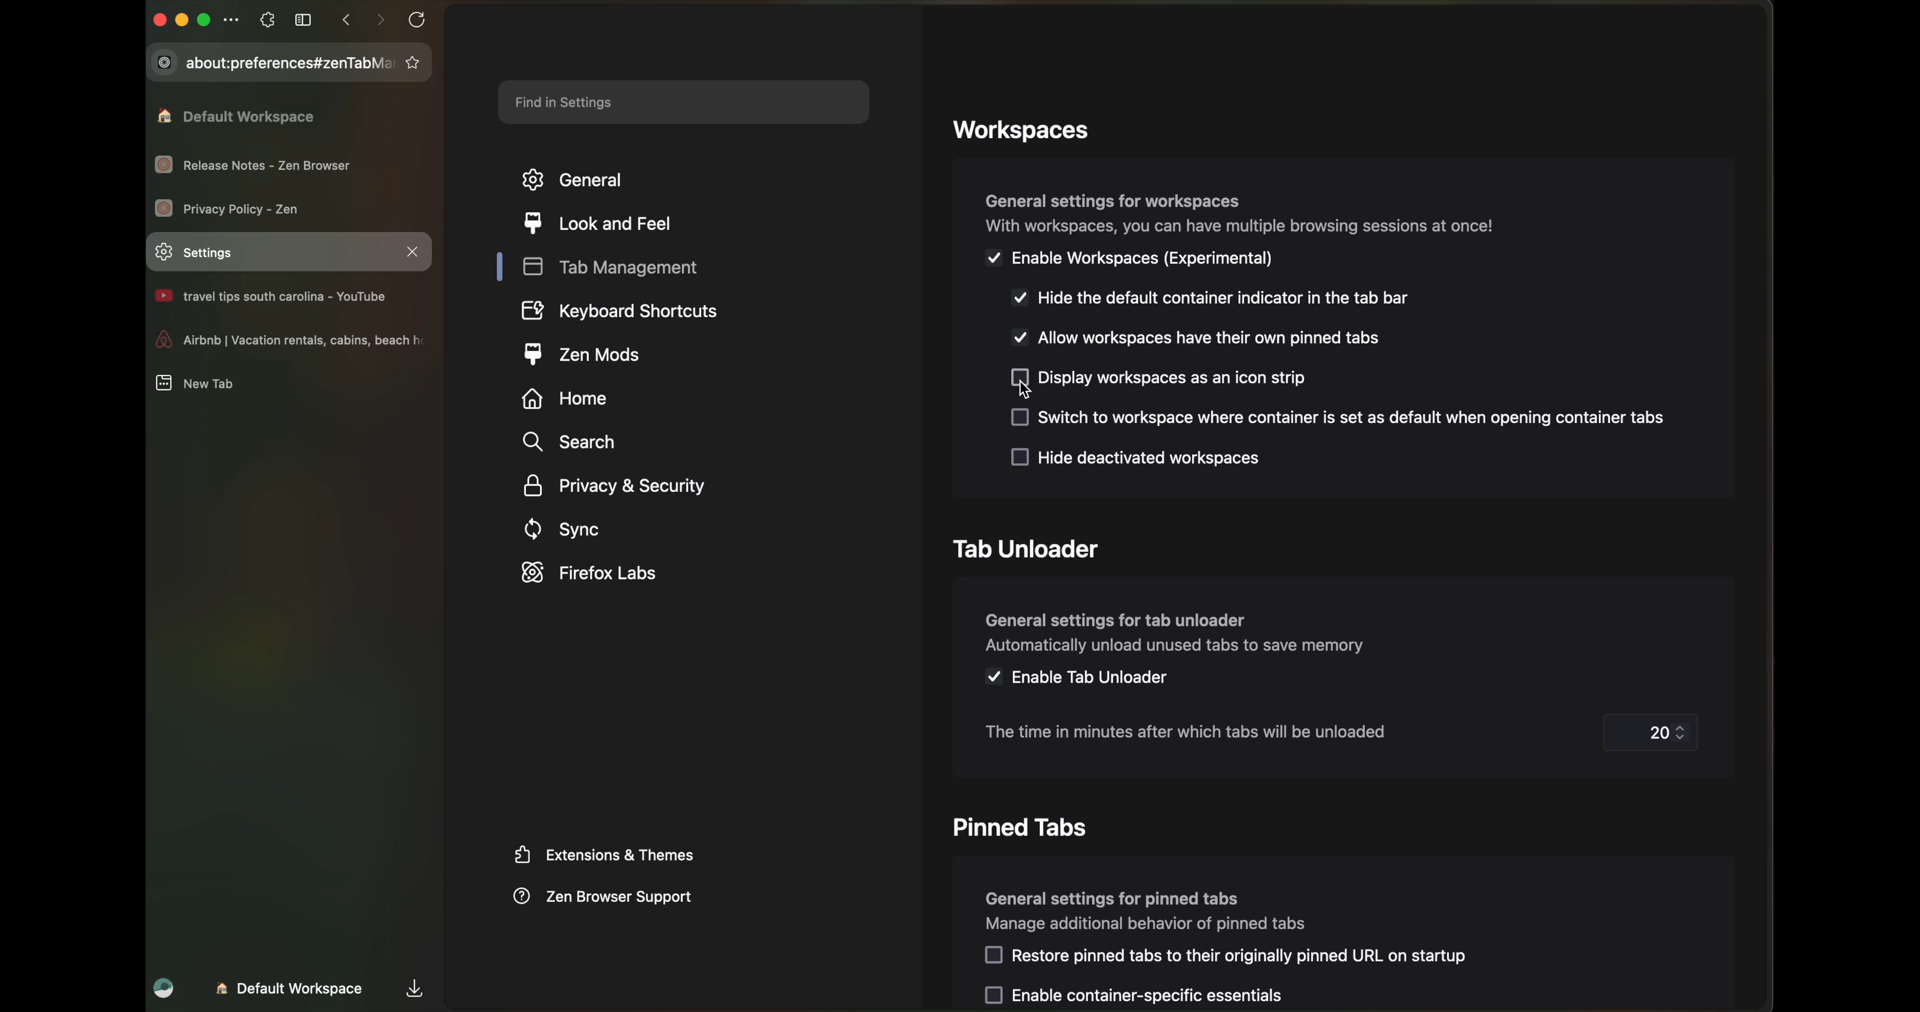 about:preferences#zenTabMa
Default Workspace
Release Notes - Zen Browser
Privacy Policy - Zen
Settings
travel tips south carolina - YouTube
Airbnb | Vacation rentals, cabins, beach h
New Tab
Default Workspace
Find in Settings
General
Look and Feel
Tab Management
Keyboard Shortcuts
Zen Mods
Home
Search
Privacy & Security
Sync
Firefox Labs
Extensions & Themes
Zen Browser Support
Workspaces
General settings for workspaces
With workspaces, you can have multiple browsing sessions at once!
Enable Workspaces (Experimental)
Hide the default container indicator in the tab bar
Allow workspaces have their own pinned tabs
Display workspaces as an icon strip
Switch to workspace where container is set as default when opening container tabs
Hide deactivated workspaces
Tab Unloader
General settings for tab unloader
Automatically unload unused tabs to save memory
Enable Tab Unloader
The time in minutes after which tabs will be unloaded 20
Pinned Tabs
General settings for pinned tabs
Manage additional behavior of pinned tabs
Restore pinned tabs to their originally pinned URL on startup
Enable container-specific essentials